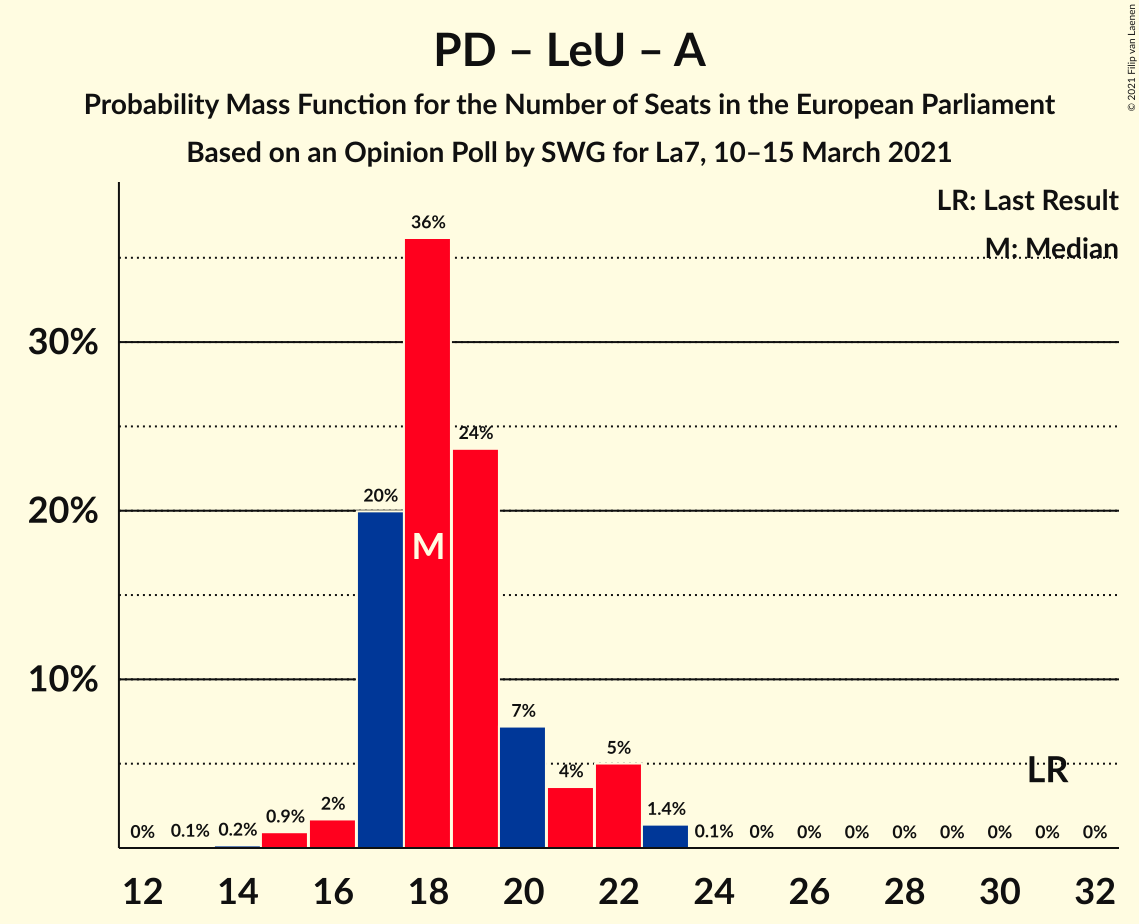 PD – LeU – A
Probability Mass Function for the Number of Seats in the European Parliament
Based on an Opinion Poll by SWG for La7, 10–15 March 2021
© 2021 Filip van Laenen
LR: Last Result
M: Median
36%
30%
24%
20%
20%
M
10%
7%
5%
4%
LR
2%
1.4%
0.9%
0% 0.1% 0.2% 0.1% 0% 0% 0% 0% 0% 0% 0% 0%
12 14 16 18 20 22 24 26 28 30 32